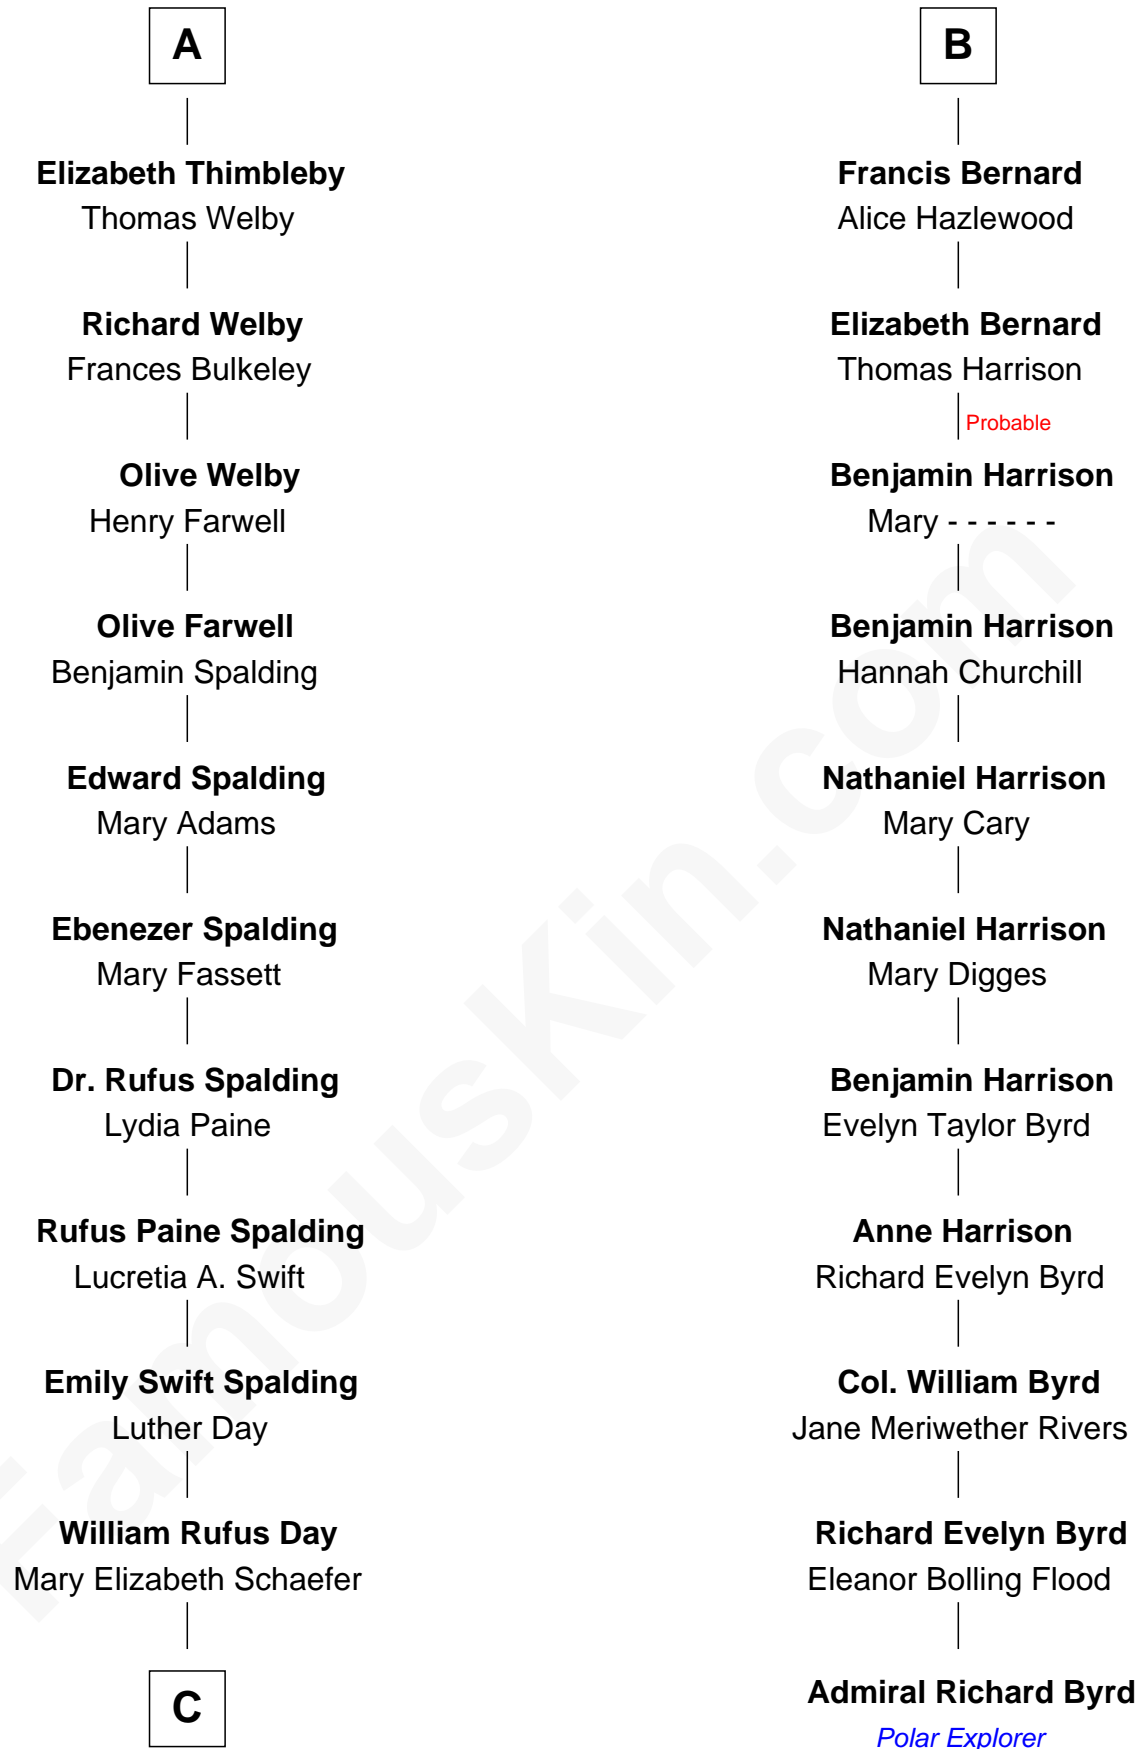 A
Elizabeth Thimbleby
Thomas Welby
Richard Welby
Frances Bulkeley
Olive Welby
Henry Farwell
Olive Farwell
Benjamin Spalding
Edward Spalding
Mary Adams
Ebenezer Spalding
Mary Fassett
Dr. Rufus Spalding
Lydia Paine
Rufus Paine Spalding
Lucretia A. Swift
Emily Swift Spalding
Luther Day
William Rufus Day
Mary Elizabeth Schaefer
C
B
Francis Bernard
Alice Hazlewood
Elizabeth Bernard
Thomas Harrison
Probable
Benjamin Harrison
Mary - - - - - -
Benjamin Harrison
Hannah Churchill
Nathaniel Harrison
Mary Cary
Nathaniel Harrison
Mary Digges
Benjamin Harrison
Evelyn Taylor Byrd
Anne Harrison
Richard Evelyn Byrd
Col. William Byrd
Jane Meriwether Rivers
Richard Evelyn Byrd
Eleanor Bolling Flood
Admiral Richard Byrd
Polar Explorer
FamousKin.com